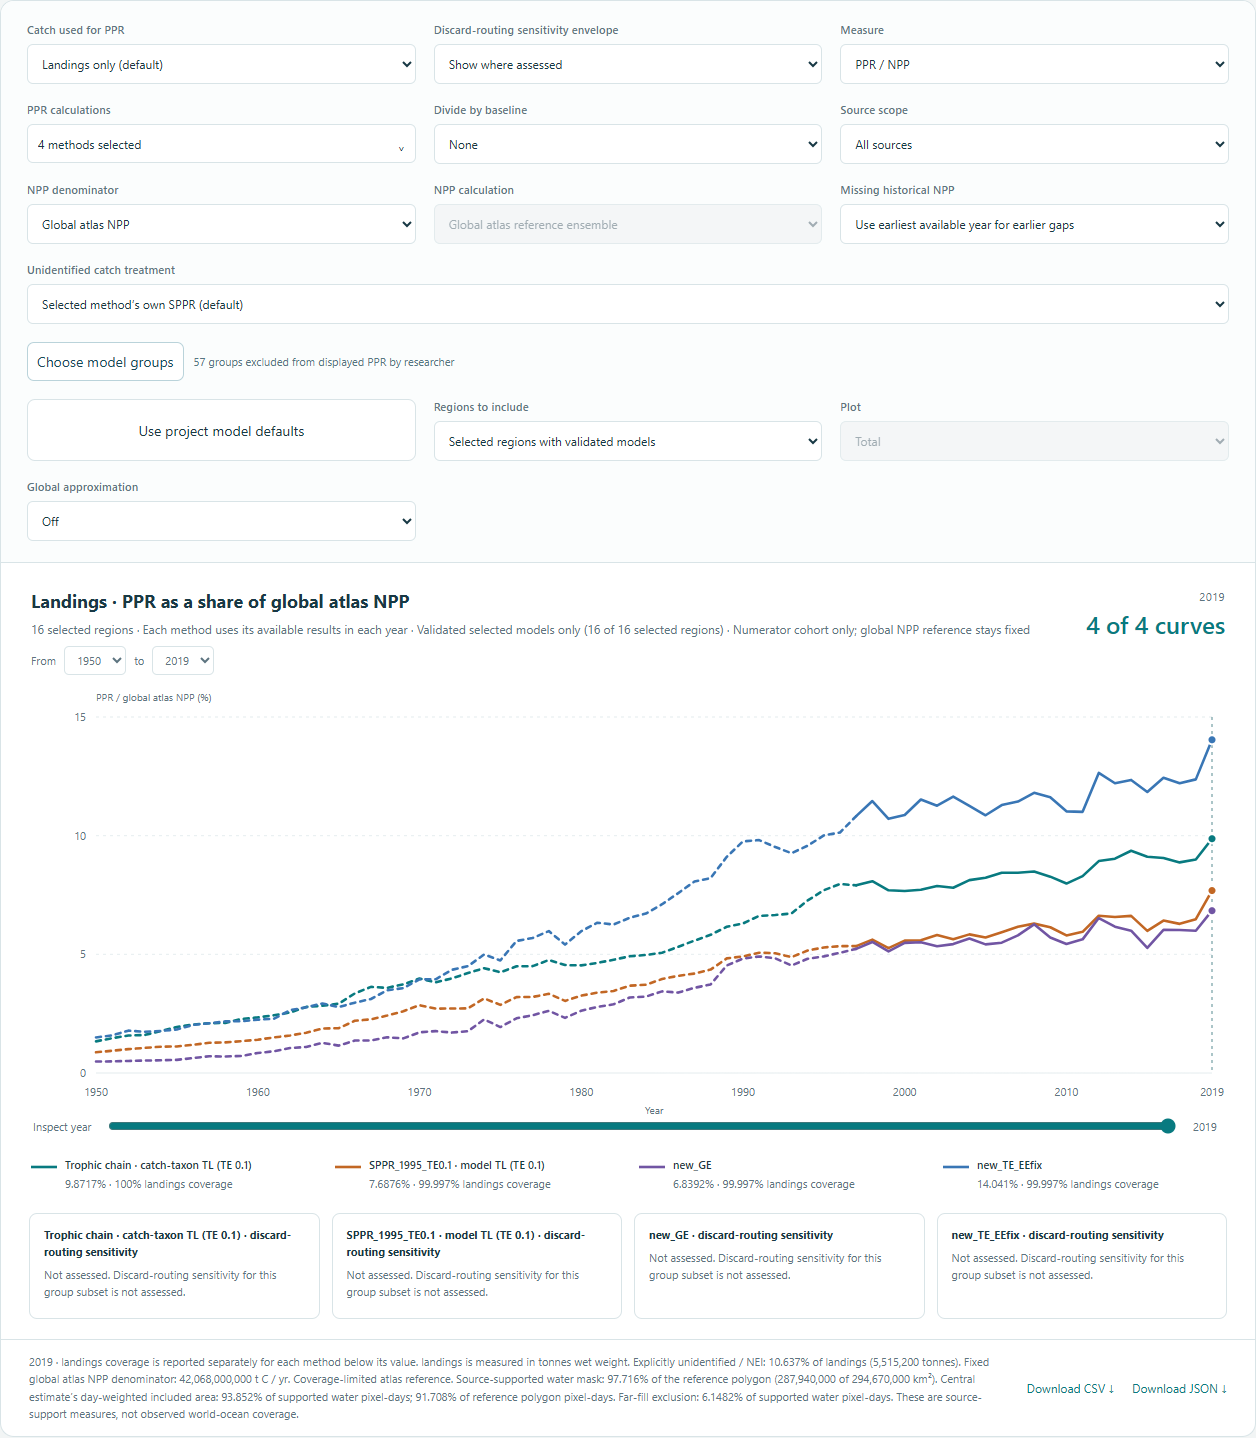 Catch used for PPR
Discard-routing sensitivity envelope
Measure
Landings only (default)
Show where assessed
PPR / NPP
PPR calculations
Divide by baseline
Source scope
4 methods selected
None
All sources
NPP denominator
NPP calculation
Missing historical NPP
Global atlas NPP
Global atlas reference ensemble
Use earliest available year for earlier gaps
Unidentified catch treatment
Selected method's own SPPR (default)
Choose model groups
57 groups excluded from displayed PPR by researcher
Use project model defaults
Regions to include
Plot
Selected regions with validated models
Total
Global approximation
Off
Landings · PPR as a share of global atlas NPP
2019
16 selected regions · Each method uses its available results in each year · Validated selected models only (16 of 16 selected regions) · Numerator cohort only; global NPP reference stays fixed
4 of 4 curves
From 1950 to 2019
PPR / global atlas NPP (%)
15
10
5
0
1950 1960 1970 1980 1990 2000 2010 2019
Year
Inspect year
2019
Trophic chain · catch-taxon TL (TE 0.1)
9.8717% · 100% landings coverage
SPPR_1995_TE0.1 · model TL (TE 0.1)
7.6876% · 99.997% landings coverage
new_GE
6.8392% · 99.997% landings coverage
new_TE_EEfix
14.041% · 99.997% landings coverage
Trophic chain · catch-taxon TL (TE 0.1) · discard-
routing sensitivity
Not assessed. Discard-routing sensitivity for this
group subset is not assessed.
SPPR_1995_TE0.1 · model TL (TE 0.1) · discard-
routing sensitivity
Not assessed. Discard-routing sensitivity for this
group subset is not assessed.
new_GE · discard-routing sensitivity
Not assessed. Discard-routing sensitivity for this
group subset is not assessed.
new_TE_EEfix · discard-routing sensitivity
Not assessed. Discard-routing sensitivity for this
group subset is not assessed.
2019 · landings coverage is reported separately for each method below its value. landings is measured in tonnes wet weight. Explicitly unidentified / NEI: 10.637% of landings (5,515,200 tonnes). Fixed
global atlas NPP denominator: 42,068,000,000 t C / yr. Coverage-limited atlas reference. Source-supported water mask: 97.716% of the reference polygon (287,940,000 of 294,670,000 km²). Central
estimate's day-weighted included area: 93.852% of supported water pixel-days; 91.708% of reference polygon pixel-days. Far-fill exclusion: 6.1482% of supported water pixel-days. These are source-
support measures, not observed world-ocean coverage.
Download CSV ↓
Download JSON ↓